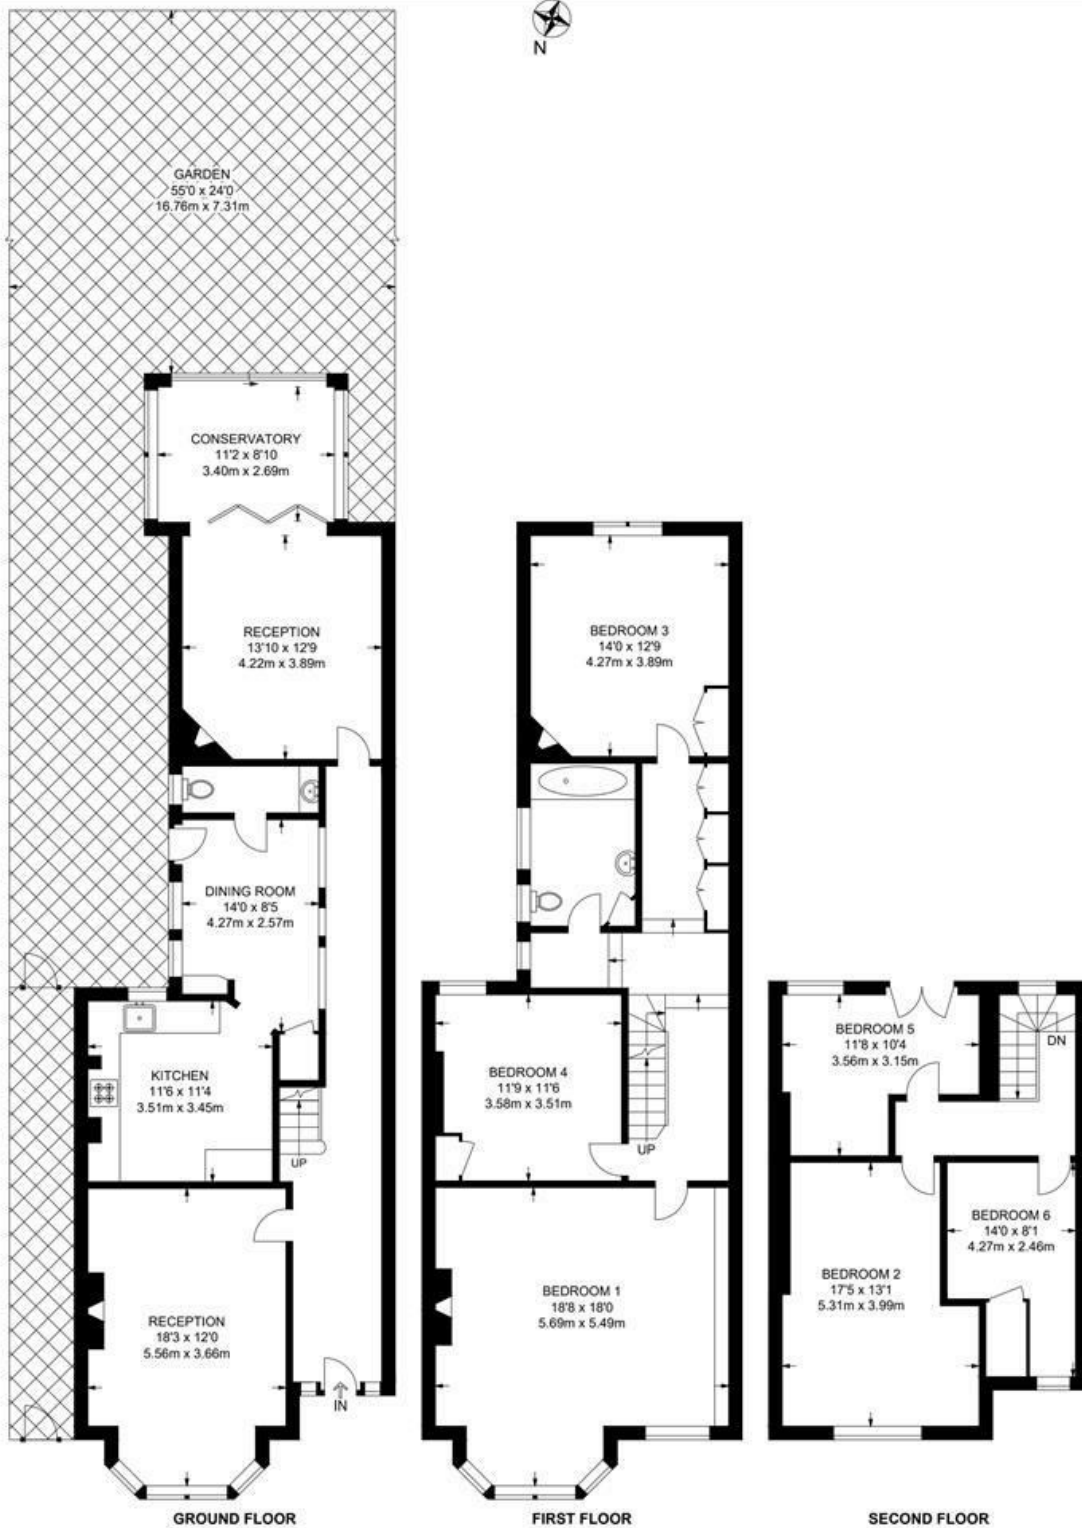 N
GARDEN
55'0 x 24'0
16.76m x 7.31m
CONSERVATORY
11'2 x 8'10
3.40m x 2.69m
RECEPTION
13'10 x 12'9
4.22m x 3.89m
DINING ROOM
14'0 x 8'5
4.27m x 2.57m
KITCHEN
11'6 x 11'4
3.51m x 3.45m
UP
RECEPTION
18'3 x 12'0
5.56m x 3.66m
IN
GROUND FLOOR
BEDROOM 3
14'0 x 12'9
4.27m x 3.89m
BEDROOM 4
11'9 x 11'6
3.58m x 3.51m
UP
BEDROOM 1
18'8 x 18'0
5.69m x 5.49m
FIRST FLOOR
BEDROOM 5
11'8 x 10'4
3.56m x 3.15m
DN
BEDROOM 6
14'0 x 8'1
4.27m x 2.46m
BEDROOM 2
17'5 x 13'1
5.31m x 3.99m
SECOND FLOOR